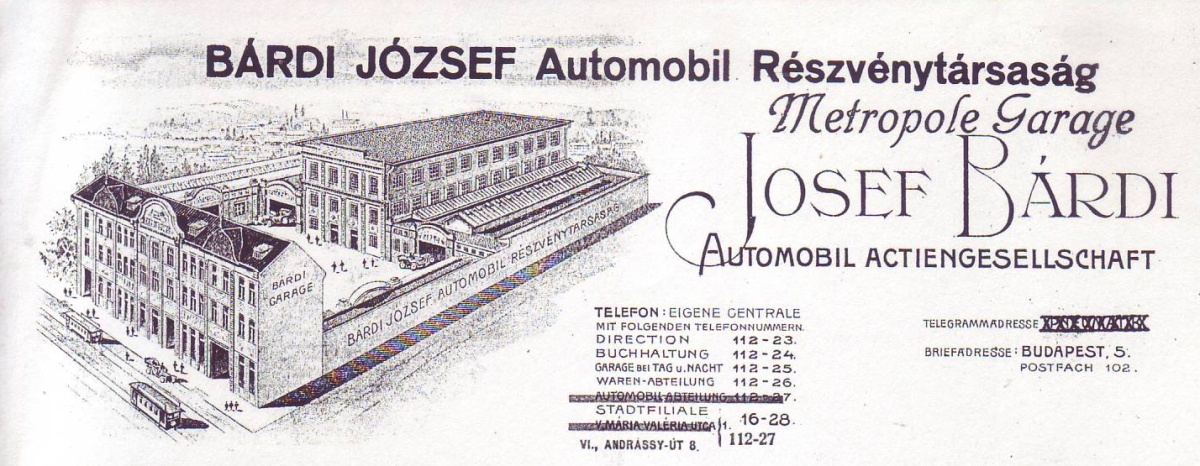 BÁRDI JÓZSEF Automobil Részvénytársaság
Metropole Garage
JOSEF BÁRDI
AUTOMOBIL ACTIENGESELLSCHAFT
BÁRDI
GARAGE
BÁRDI JÓZSEF AUTOMOBIL RÉSZVÉNYTÁRSASÁG
TELEFON: EIGENE CENTRALE
MIT FOLGENDEN TELEFONNUMMERN.
DIRECTION 112-23.
BUCHHALTUNG 112-24.
GARAGE BEI TAG u. NACHT 112-25.
WAREN-ABTEILUNG 112-26.
AUTOMOBIL-ABTEILUNG 112-27.
STADTFILIALE
V. MÁRIA VALÉRIA UTCA 1. 16-28.
VI., ANDRÁSSY-ÚT 8. 112-27
TELEGRAMMADRESSE
BRIEFADRESSE: BUDAPEST, 5.
POSTFACH 102.